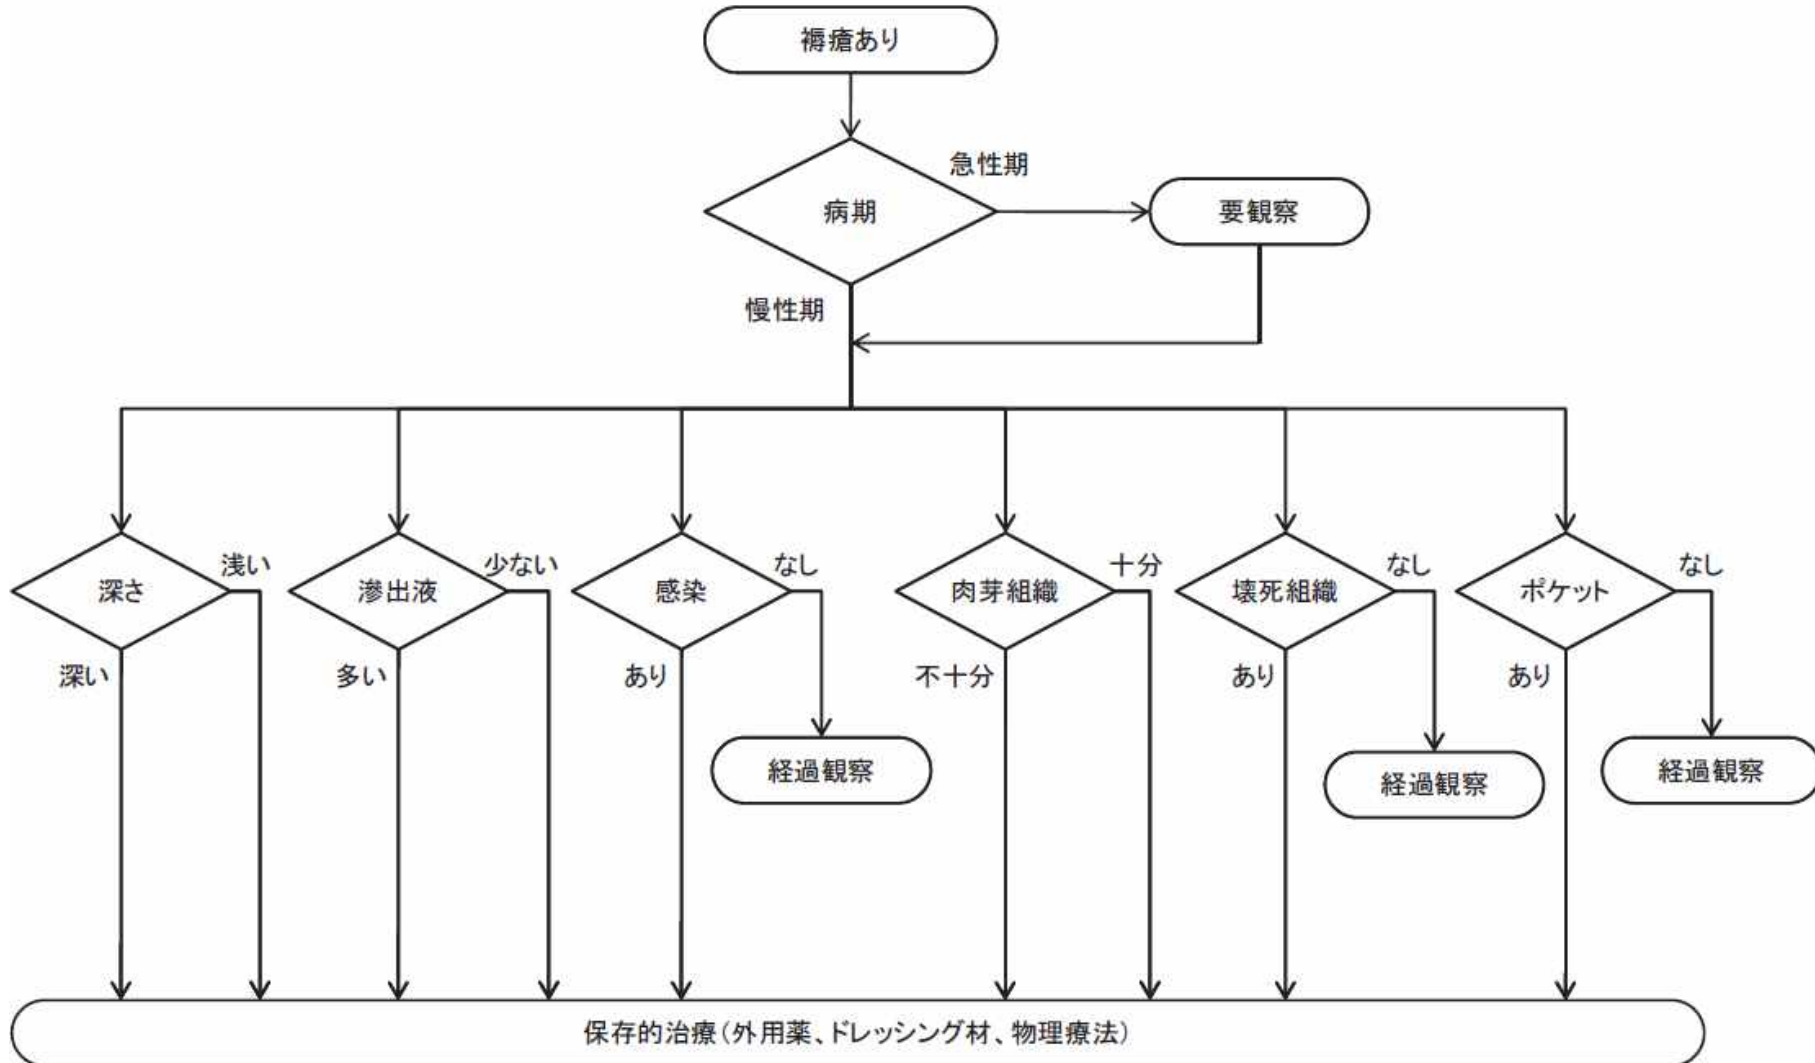 褥瘡あり
急性期
病期
要観察
慢性期
浅い
少ない
なし
十分
なし
なし
深さ
滲出液
感染
肉芽組織
壊死組織
ポケット
深い
多い
あり
不十分
あり
あり
経過観察
経過観察
経過観察
保存的治療(外用薬、ドレッシング材、物理療法)